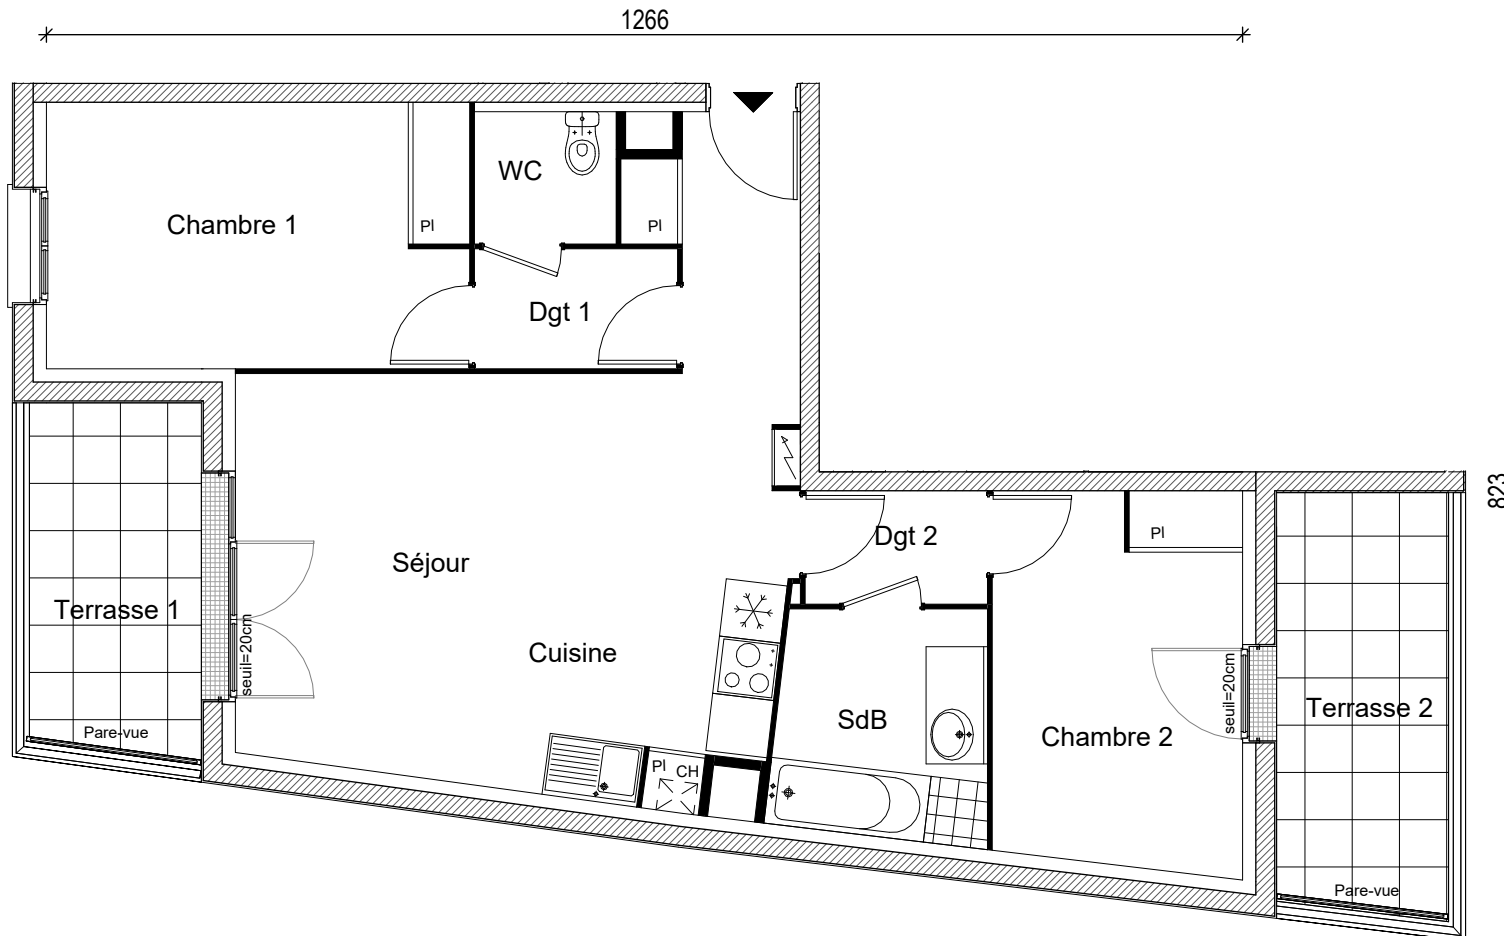 1266
WC
Chambre 1
Pl
Pl
Dgt 1
823
Dgt 2
Pl
Séjour
Terrasse 1
seuil=20cm
Cuisine
seuil=20cm
Terrasse 2
SdB
Chambre 2
Pare-vue
Pl
CH
Pare-vue